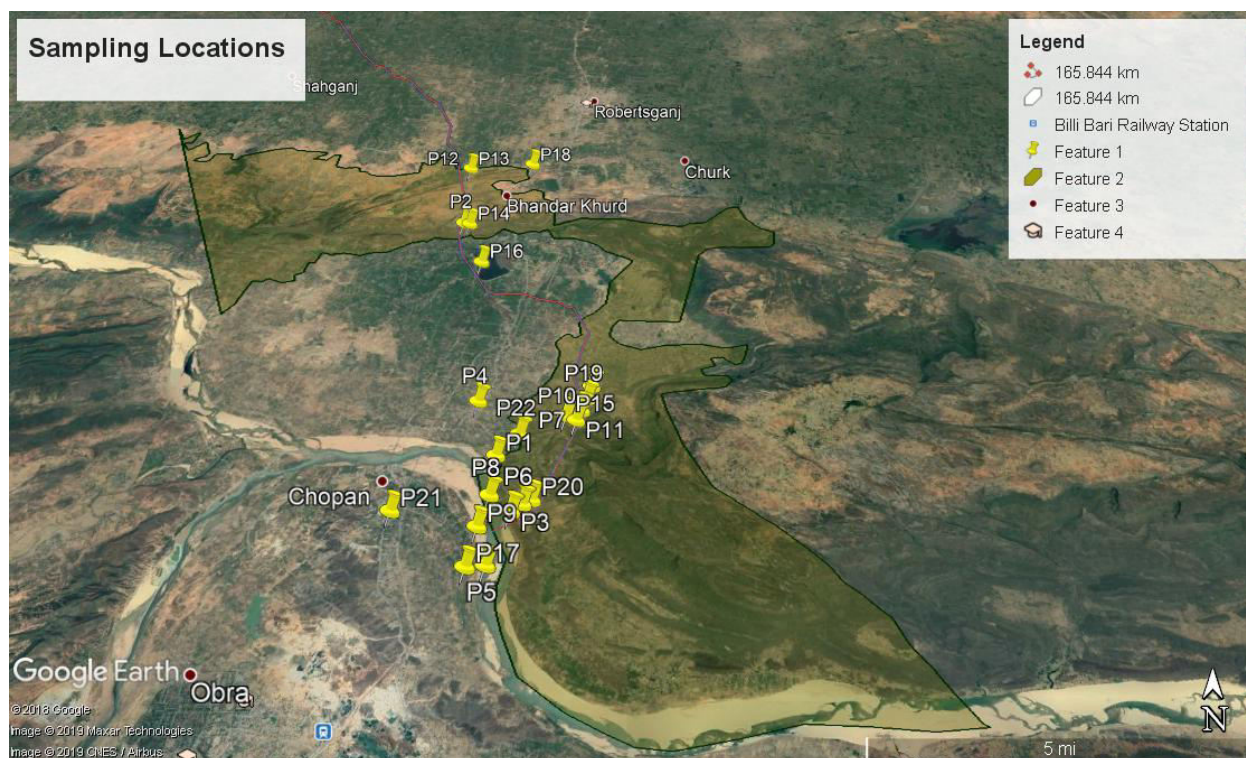 Sampling Locations
Legend
165.844 km
165.844 km
Billi Bari Railway Station
Feature 1
Feature 2
Feature 3
Feature 4
Shahganj
Robertsganj
P12
P13
P18
Churk
P2
Bhandar Khurd
P14
P16
P4
P19
P10
P15
P22
P7
P11
P1
P8
P6
Chopan
P21
P20
P9
P3
P17
P5
Google Earth
Obra
©2018 Google
Image © 2019 Maxar Technologies
Image © 2019 CNES / Airbus
N
5 mi